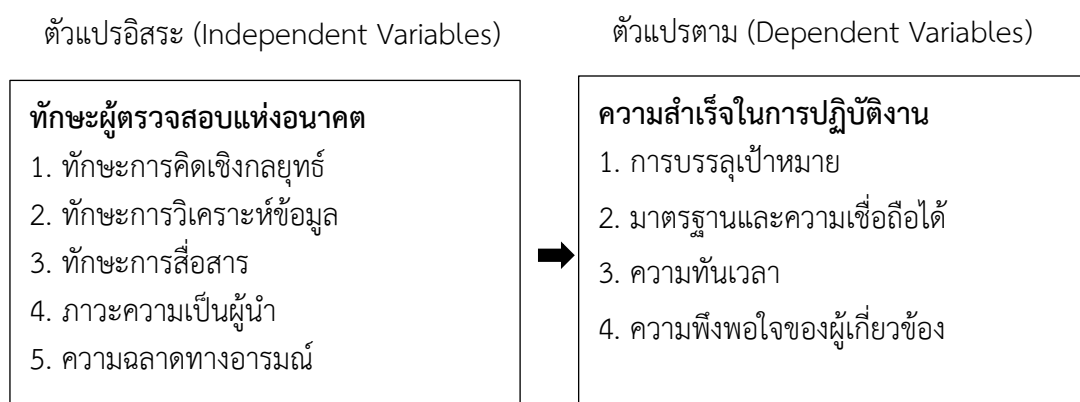 ตัวแปรอิสระ (Independent Variables)
ทักษะผู้ตรวจสอบแห่งอนาคต
1. ทักษะการคิดเชิงกลยุทธ์
2. ทักษะการวิเคราะห์ข้อมูล
3. ทักษะการสื่อสาร
4. ภาวะความเป็นผู้นำ
5. ความฉลาดทางอารมณ์
ตัวแปรตาม (Dependent Variables)
ความสำเร็จในการปฏิบัติงาน
1. การบรรลุเป้าหมาย
2. มาตรฐานและความเชื่อถือได้
3. ความทันเวลา
4. ความพึงพอใจของผู้เกี่ยวข้อง